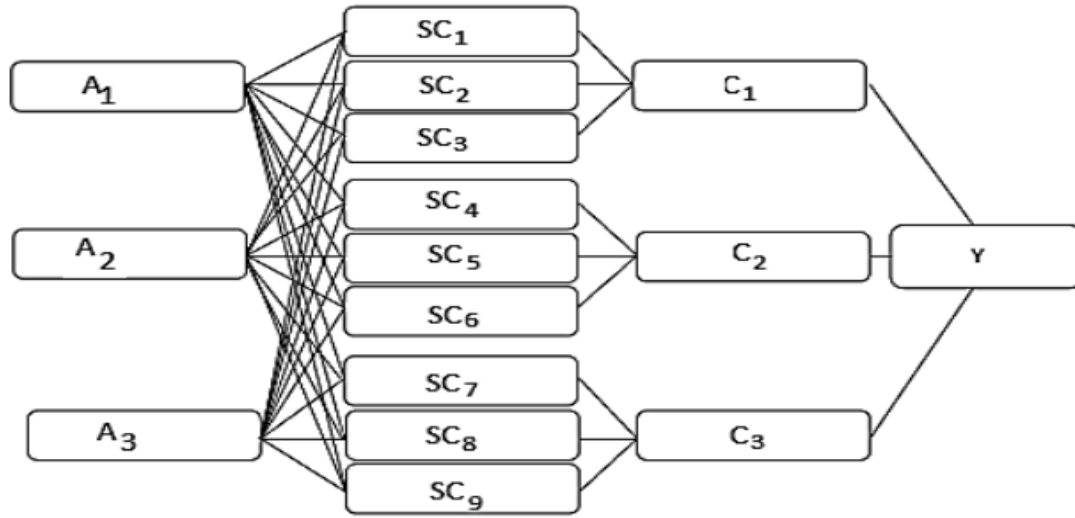 SC₁
A₁
SC₂
C₁
SC₃
SC₄
A₂
SC₅
C₂
Y
SC₆
SC₇
A₃
SC₈
C₃
SC₉